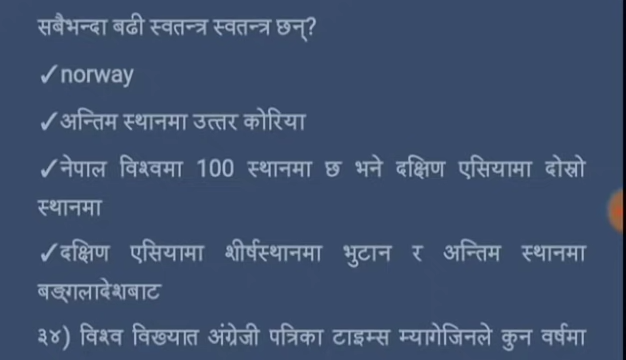 सबैभन्दा बढी स्वतन्त्र स्वतन्त्र छन्?
✓norway
✓अन्तिम स्थानमा उत्तर कोरिया
✓नेपाल विश्वमा 100 स्थानमा छ भने दक्षिण एसियामा दोस्रो
स्थानमा
✓दक्षिण एसियामा शीर्षस्थानमा भुटान र अन्तिम स्थानमा
बङ्गलादेशबाट
३४) विश्व विख्यात अंग्रेजी पत्रिका टाइम्स म्यागेजिनले कुन वर्षमा